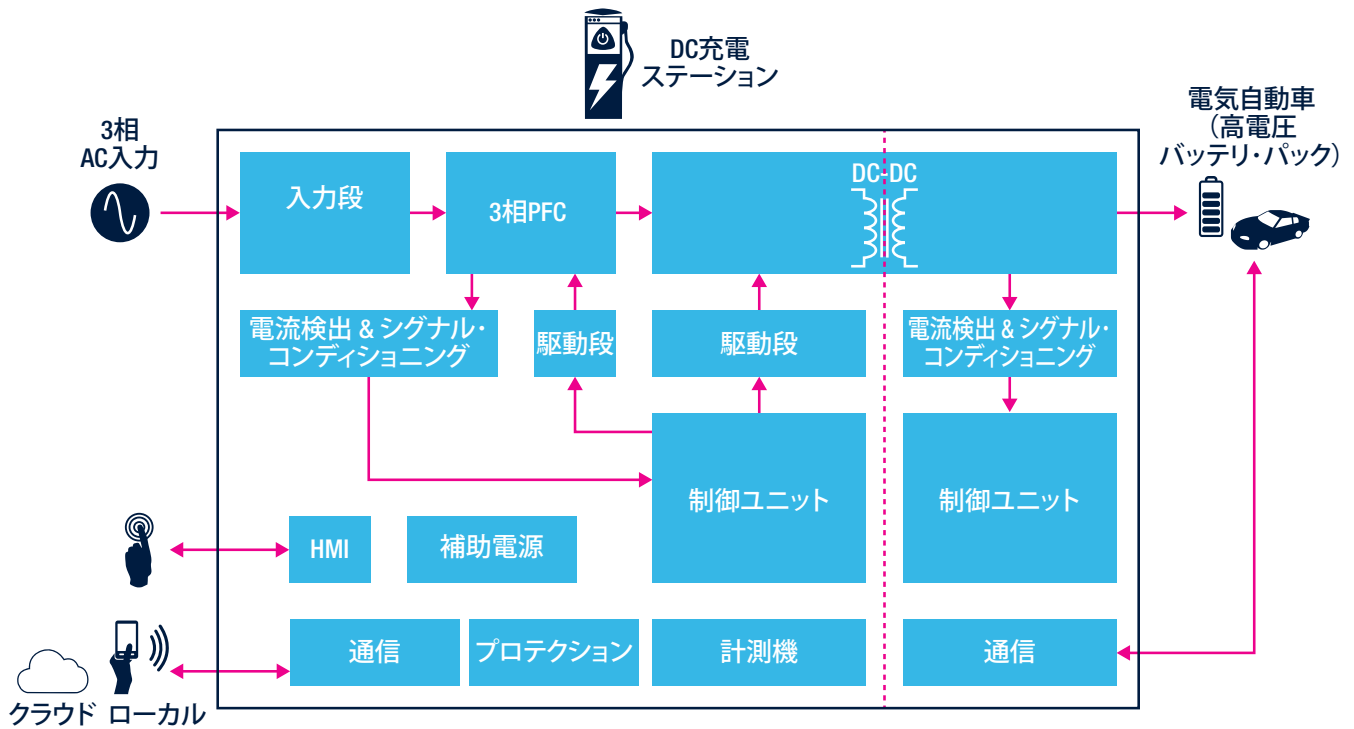 DC充電
ステーション
3相
AC入力
電気自動車
（高電圧
バッテリ・パック）
入力段
3相PFC
DC-DC
電流検出 & シグナル・
コンディショニング
駆動段
駆動段
電流検出 & シグナル・
コンディショニング
制御ユニット
制御ユニット
HMI
補助電源
通信
プロテクション
計測機
通信
クラウド
ローカル